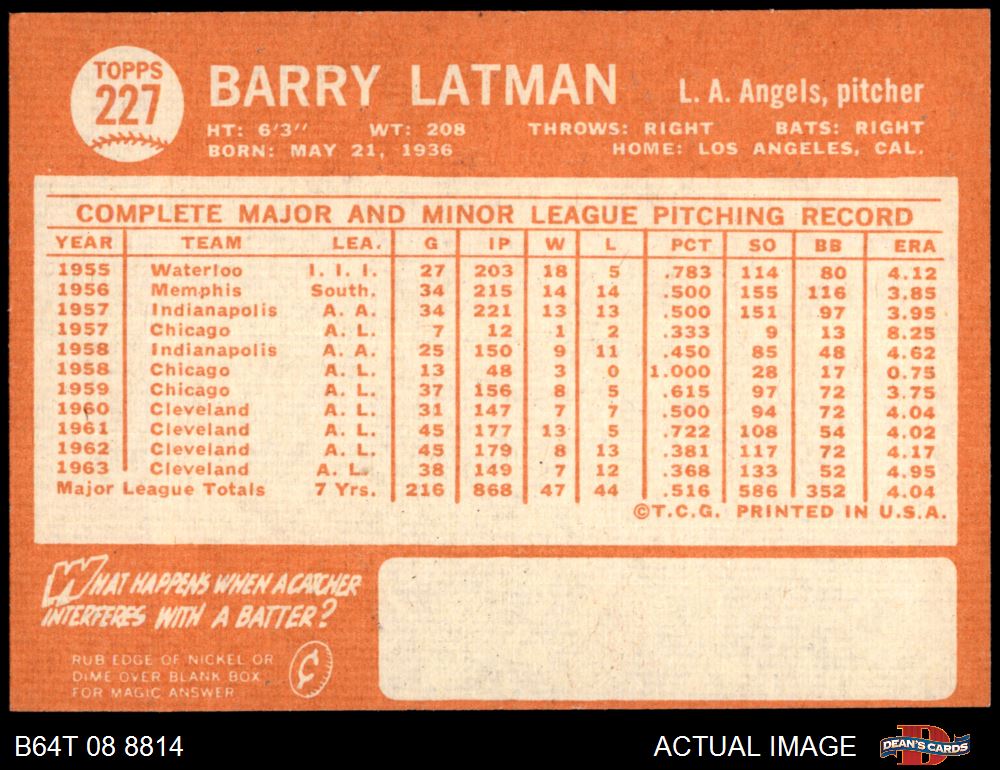 TOPPS
227
BARRY LATMAN
L. A. Angels, pitcher
HT: 6'3" WT: 208 THROWS: RIGHT BATS: RIGHT
BORN: MAY 21, 1936 HOME: LOS ANGELES, CAL.
COMPLETE MAJOR AND MINOR LEAGUE PITCHING RECORD
YEAR TEAM LEA. G IP W L PCT SO BB ERA
1955 Waterloo I. I. I. 27 203 18 5 .783 114 80 4.12
1956 Memphis South. 34 215 14 14 .500 155 116 3.85
1957 Indianapolis A. A. 34 221 13 13 .500 151 97 3.95
1957 Chicago A. L. 7 12 1 2 .333 9 13 8.25
1958 Indianapolis A. A. 25 150 9 11 .450 85 48 4.62
1958 Chicago A. L. 13 48 3 0 1.000 28 17 0.75
1959 Chicago A. L. 37 156 8 5 .615 97 72 3.75
1960 Cleveland A. L. 31 147 7 7 .500 94 72 4.04
1961 Cleveland A. L. 45 177 13 5 .722 108 54 4.02
1962 Cleveland A. L. 45 179 8 13 .381 117 72 4.17
1963 Cleveland A. L. 38 149 7 12 .368 133 52 4.95
Major League Totals 7 Yrs. 216 868 47 44 .516 586 352 4.04
©T.C.G. PRINTED IN U.S.A.
WHAT HAPPENS WHEN A CATCHER
INTERFERES WITH A BATTER?
RUB EDGE OF NICKEL OR
DIME OVER BLANK BOX
FOR MAGIC ANSWER
¢
B64T 08 8814
ACTUAL IMAGE
D
DEAN'S CARDS